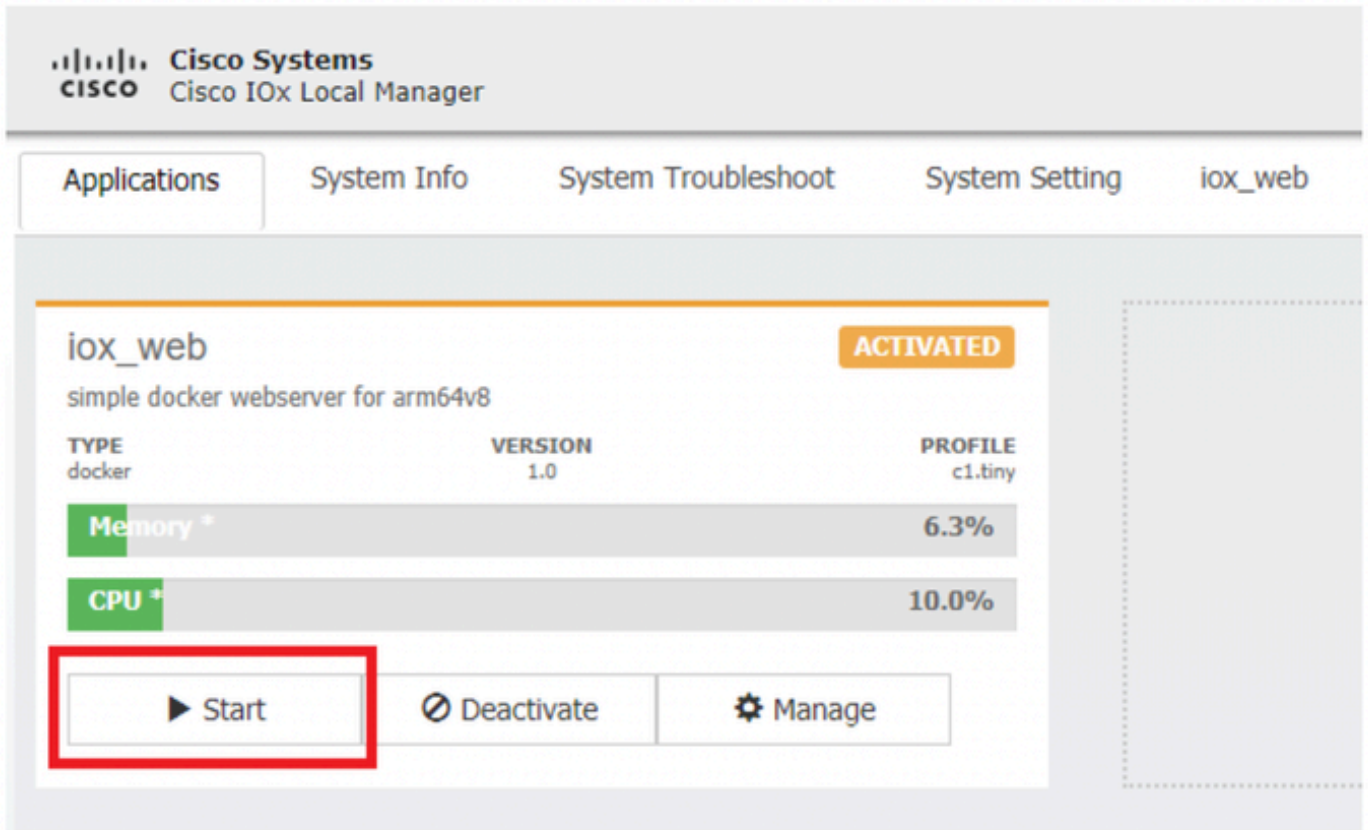 Cisco Systems
CISCO Cisco IOx Local Manager
Applications System Info System Troubleshoot System Setting iox_web
iox_web ACTIVATED
simple docker webserver for arm64v8
TYPE VERSION PROFILE
docker 1.0 c1.tiny
Memory * 6.3%
CPU * 10.0%
Start Deactivate Manage